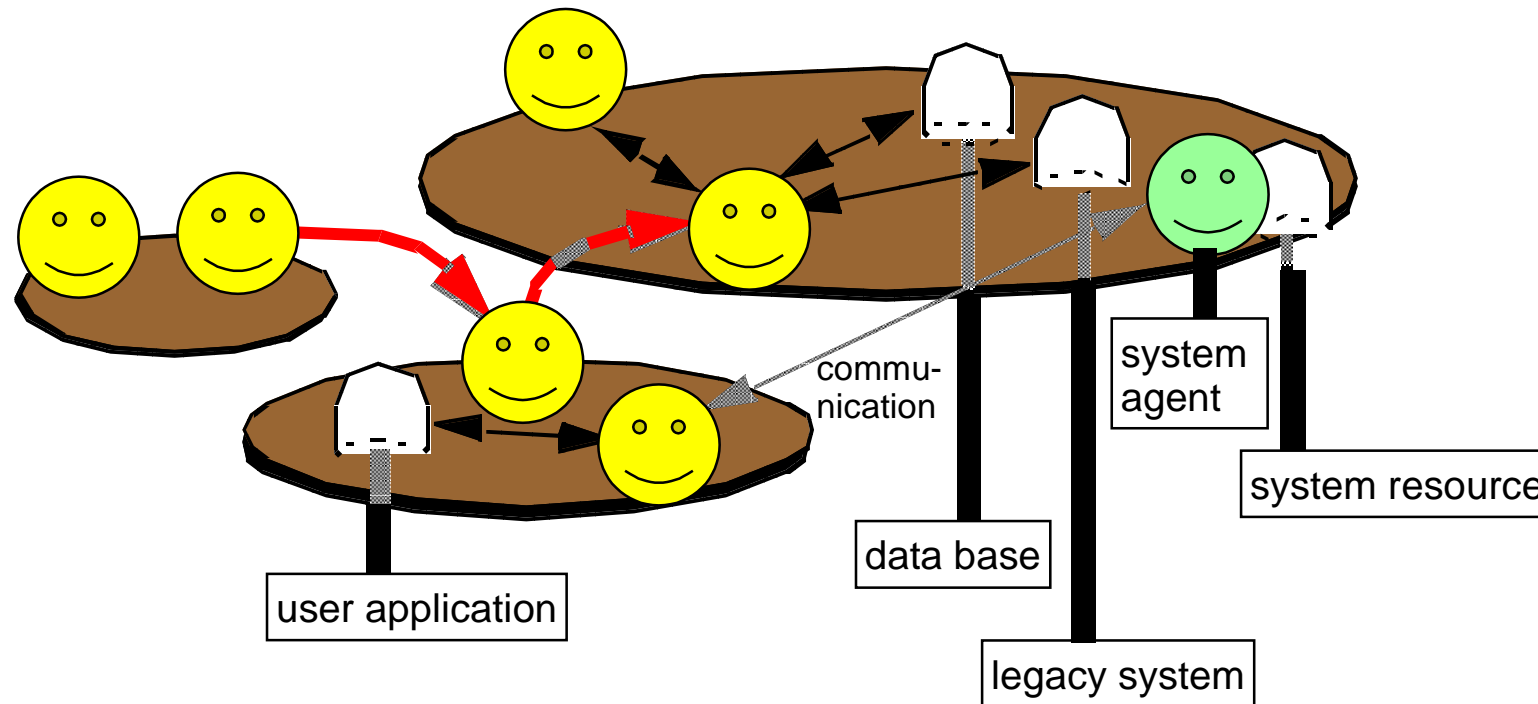 commu-
nication
system
agent
system resource
data base
user application
legacy system